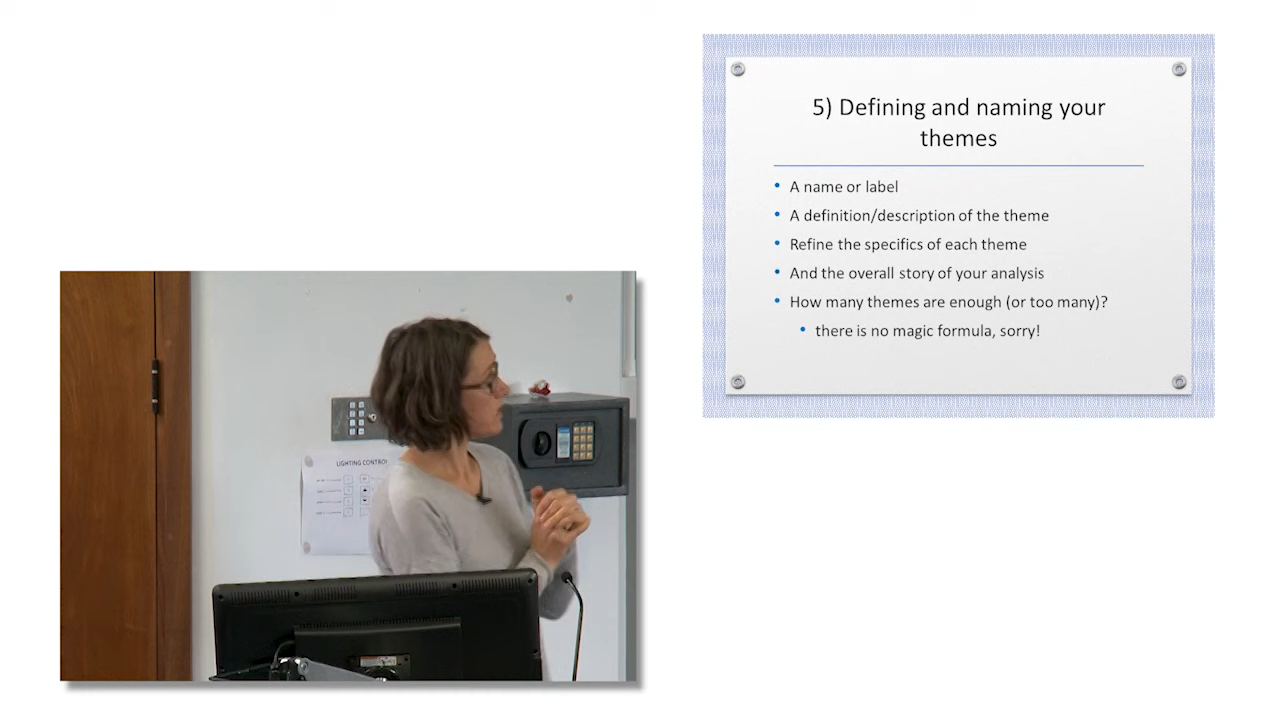 5) Defining and naming your
themes
• A name or label
• A definition/description of the theme
• Refine the specifics of each theme
• And the overall story of your analysis
• How many themes are enough (or too many)?
• there is no magic formula, sorry!
LIGHTING CONTROL